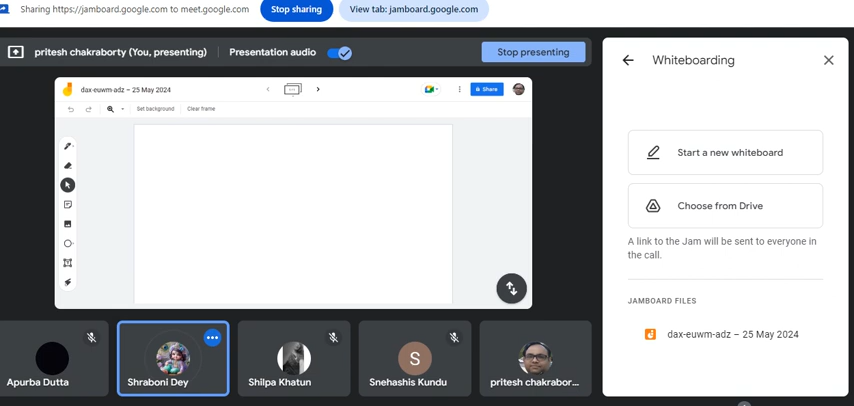 Sharing https://jamboard.google.com to meet.google.com
Stop sharing
View tab: jamboard.google.com
pritesh chakraborty (You, presenting)
Presentation audio
Stop presenting
dax-euwm-adz – 25 May 2024
Share
Set background
Clear frame
Apurba Dutta
Shraboni Dey
Shilpa Khatun
S
Snehashis Kundu
pritesh chakrabor...
Whiteboarding
Start a new whiteboard
Choose from Drive
A link to the Jam will be sent to everyone in
the call.
JAMBOARD FILES
dax-euwm-adz – 25 May 2024